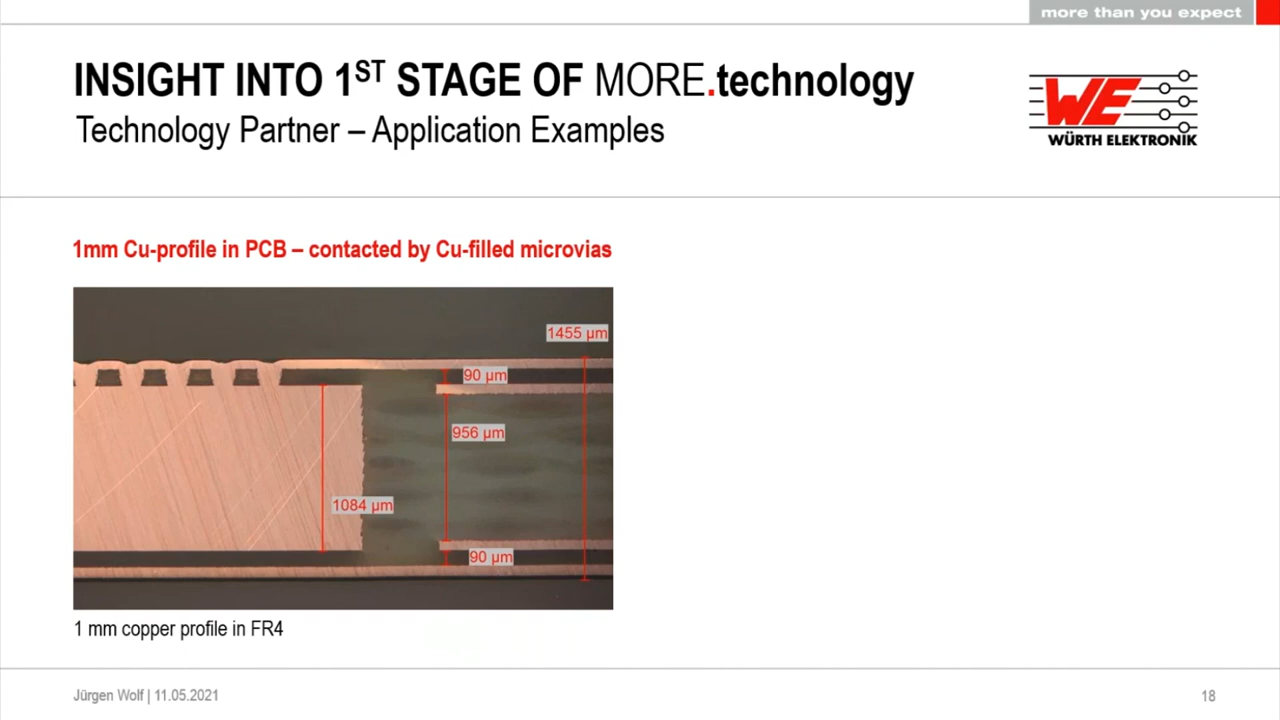 more than you expect
INSIGHT INTO 1ST STAGE OF MORE.technology
Technology Partner – Application Examples
WE
WÜRTH ELEKTRONIK
1mm Cu-profile in PCB – contacted by Cu-filled microvias
1455 µm
90 µm
956 µm
1084 µm
90 µm
1 mm copper profile in FR4
Jürgen Wolf | 11.05.2021
18